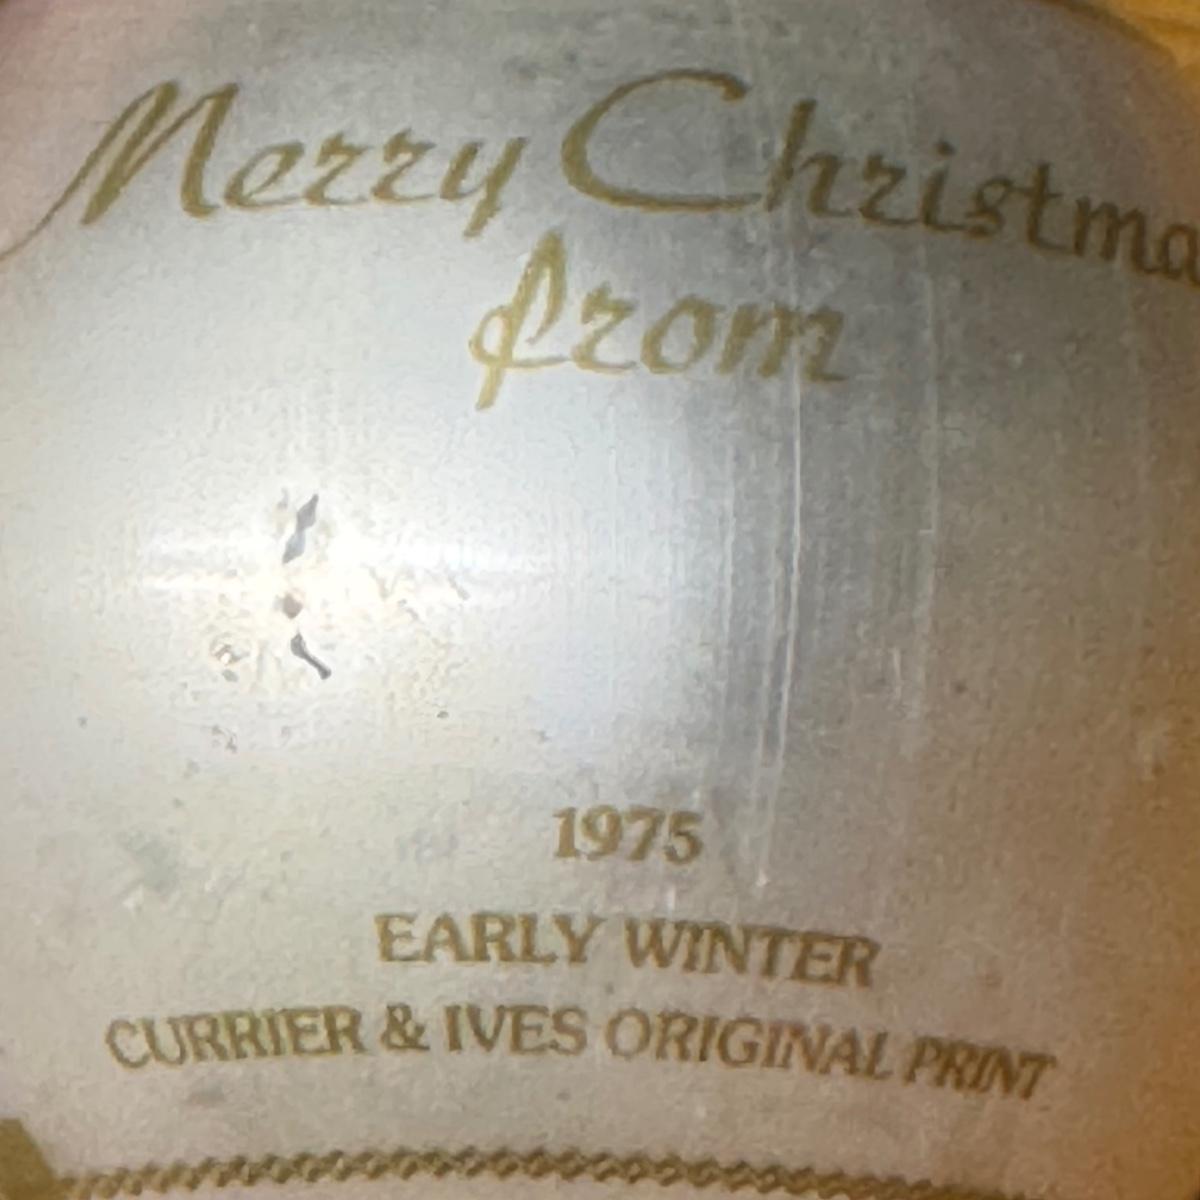 Merry Christma
from
1975
EARLY WINTER
CURRIER & IVES ORIGINAL PRINT